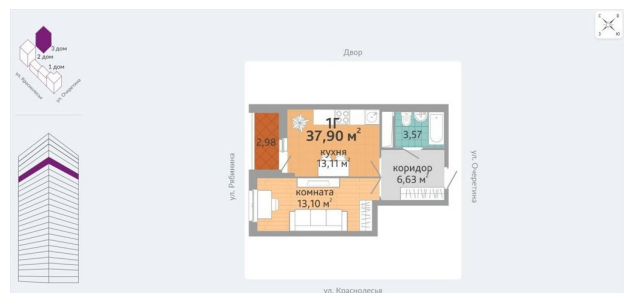 С
В
З
Ю
3 дом
2 дом
1 дом
ул. Краснолесья
ул. Очеретина
Двор
1Г
37,90 м²
2,98
3,57
кухня
13,11 м²
коридор
6,63 м²
комната
13,10 м²
ул. Рябинина
ул. Очеретина
ул. Краснолесья